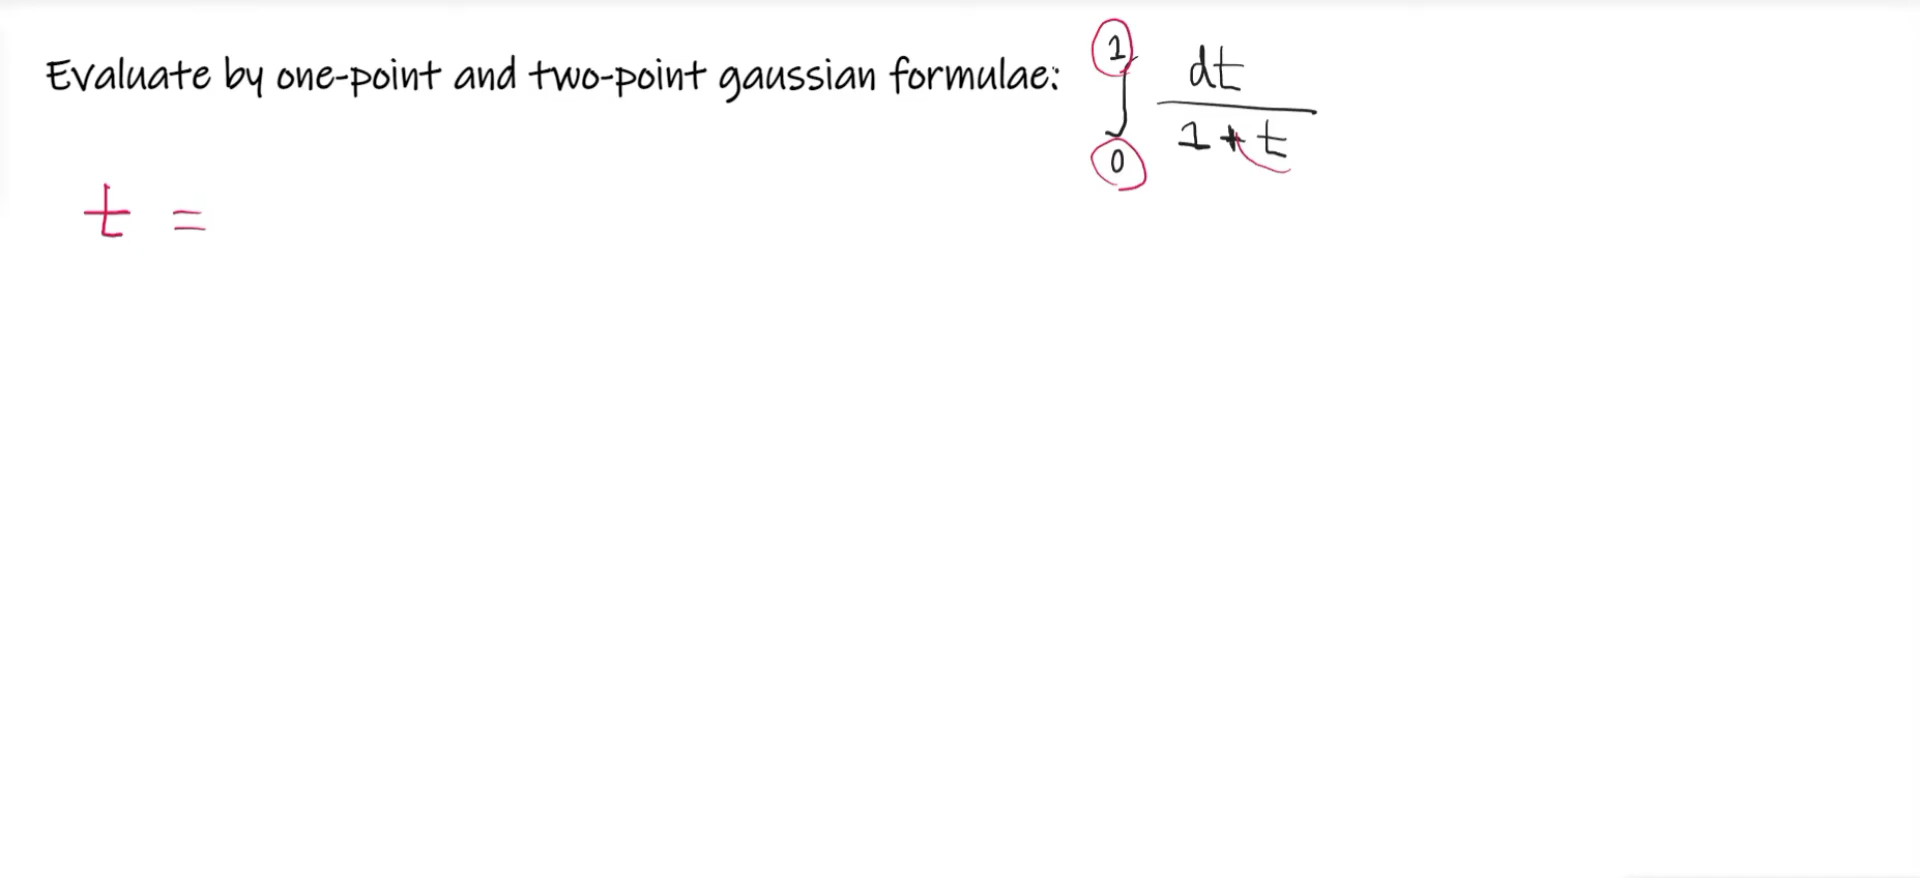 Evaluate by one-point and two-point gaussian formulae: ∫₀¹ dt/(1+t)
t =